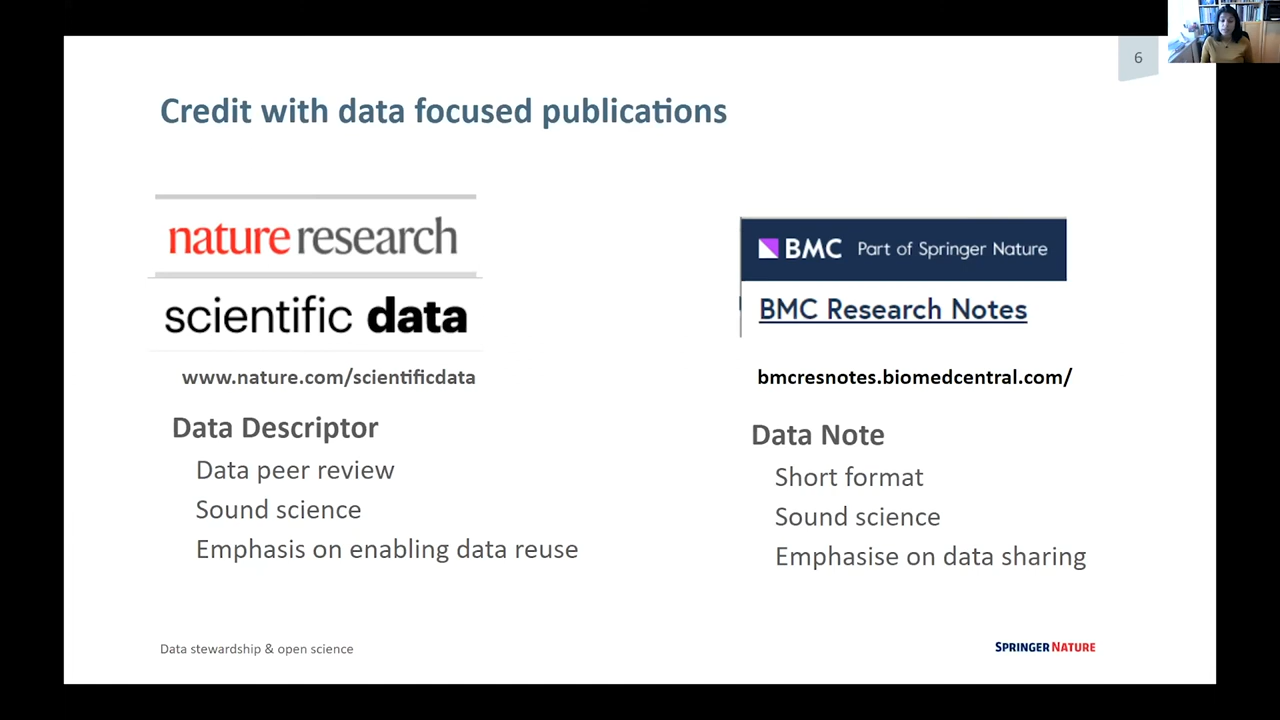 6
Credit with data focused publications
nature research
scientific data
www.nature.com/scientificdata
Data Descriptor
Data peer review
Sound science
Emphasis on enabling data reuse
BMC Part of Springer Nature
BMC Research Notes
bmcresnotes.biomedcentral.com/
Data Note
Short format
Sound science
Emphasise on data sharing
Data stewardship & open science
SPRINGER NATURE